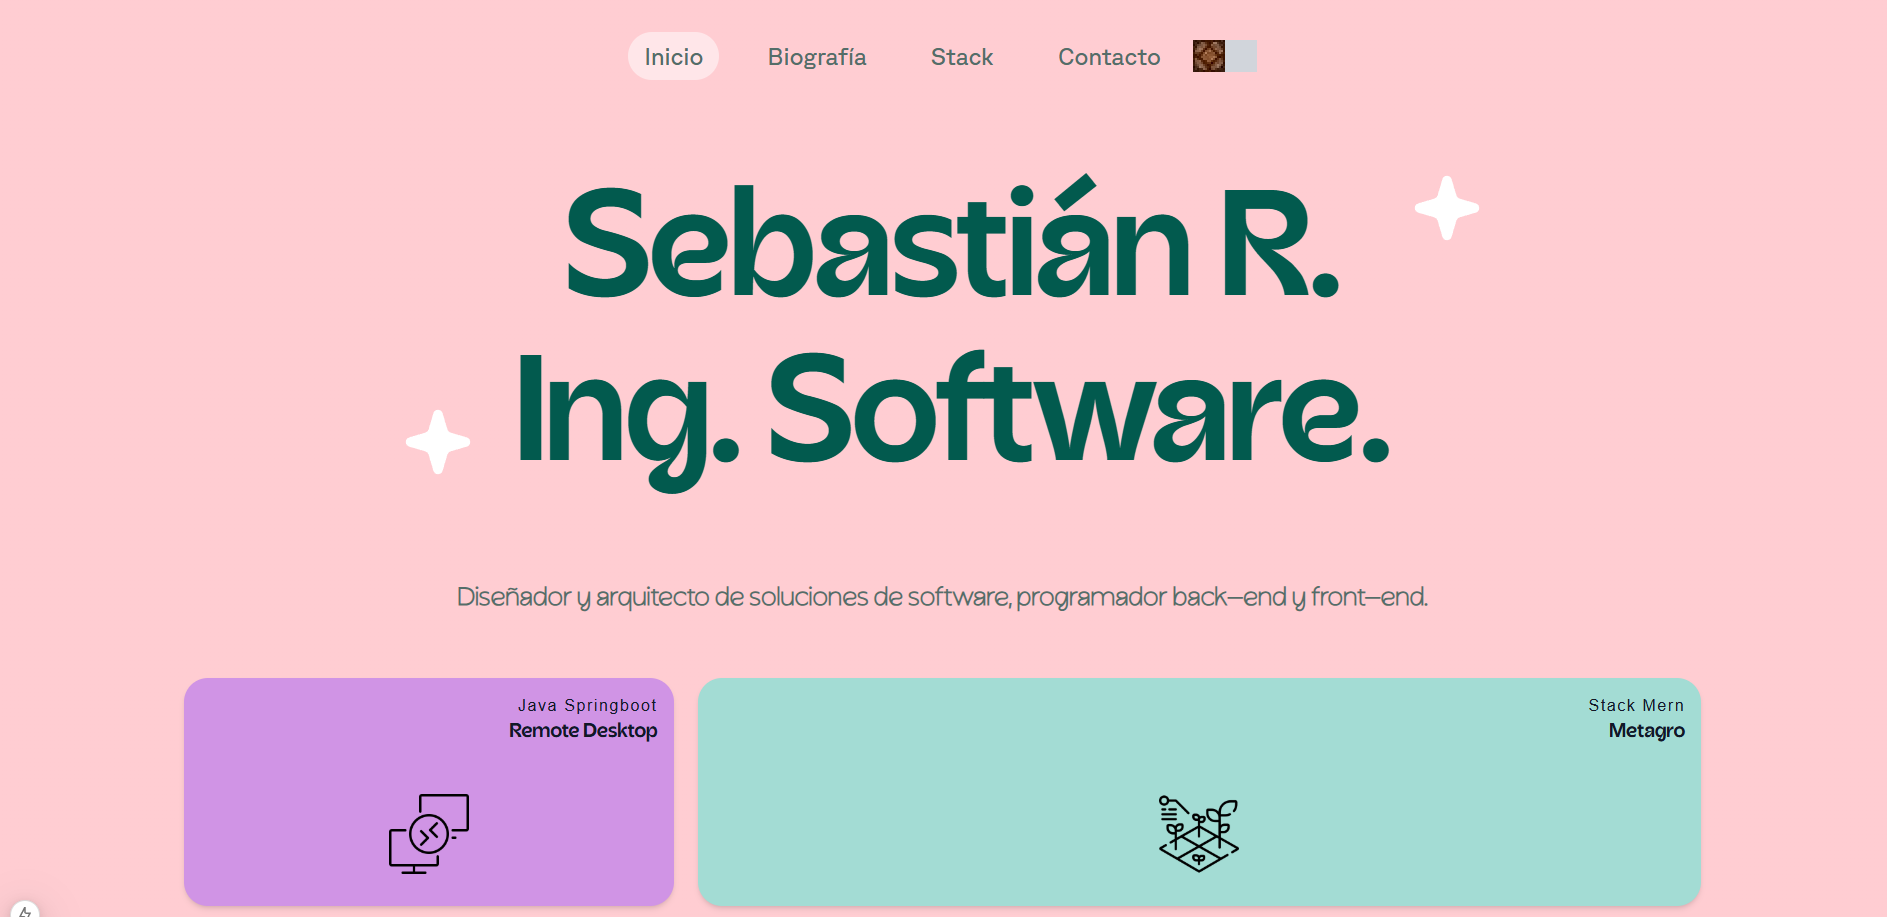 Inicio Biografía Stack Contacto
Sebastián R.
Ing. Software.
Diseñador y arquitecto de soluciones de software, programador back–end y front–end.
Java Springboot
Remote Desktop
Stack Mern
Metagro